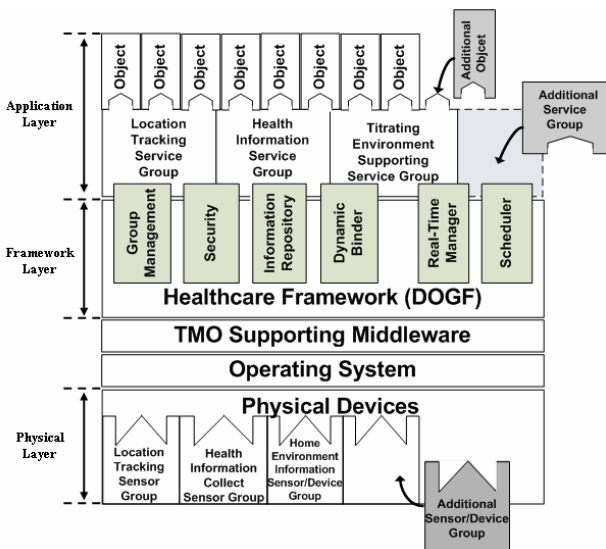 Object
Object
Object
Object
Object
Object
Object
Object
Additional
Objcet
Additional
Service
Group
Application
Layer
Location
Tracking
Service
Group
Health
Information
Service
Group
Titrating
Environment
Supporting
Service Group
Framework
Layer
Group
Management
Security
Information
Repository
Dynamic
Binder
Real-Time
Manager
Scheduler
Healthcare Framework (DOGF)
TMO Supporting Middleware
Operating System
Physical Devices
Physical
Layer
Location
Tracking
Sensor
Group
Health
Information
Collect
Sensor Group
Home
Environment
Information
Sensor/Device
Group
Additional
Sensor/Device
Group